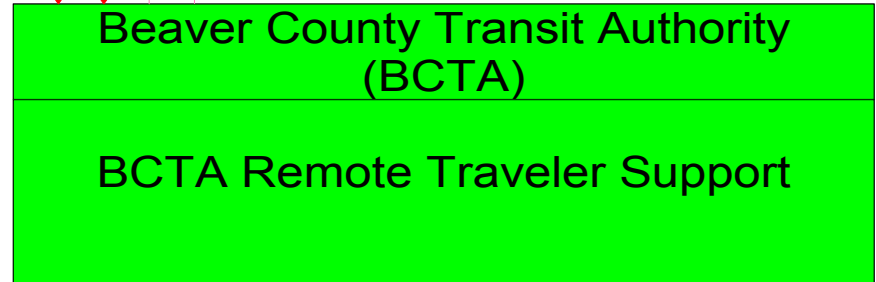 Beaver County Transit Authority
(BCTA)
BCTA Remote Traveler Support